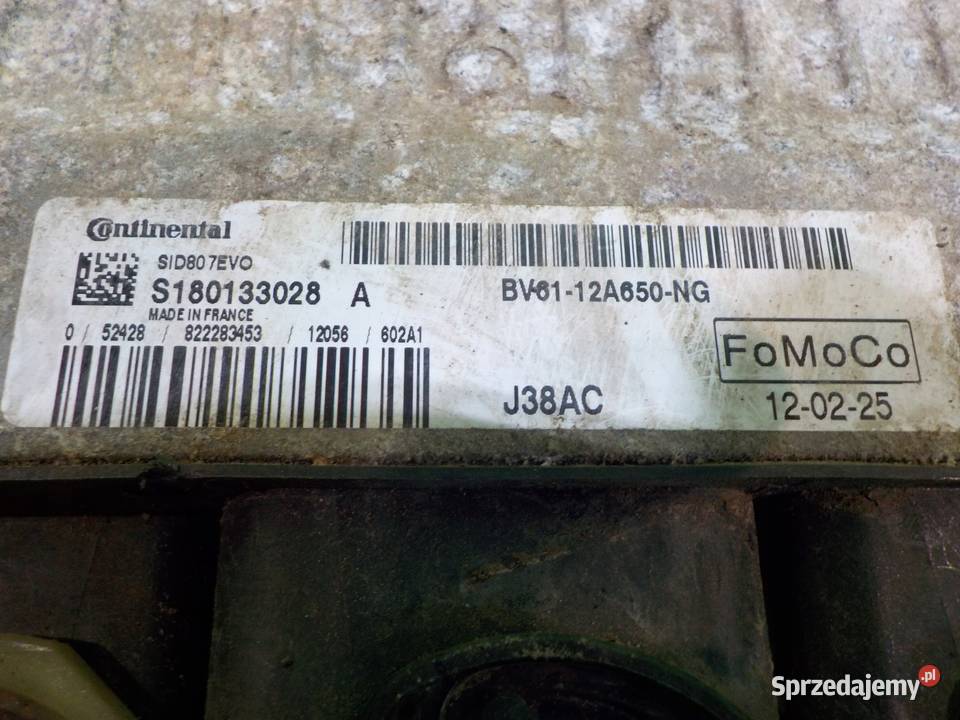 Continental
SID807EVO
S180133028 A
MADE IN FRANCE
0 / 52428 / 822283453 / 12056 / 602A1
BV61-12A650-NG
FoMoCo
J38AC
12-02-25
Sprzedajemy.pl